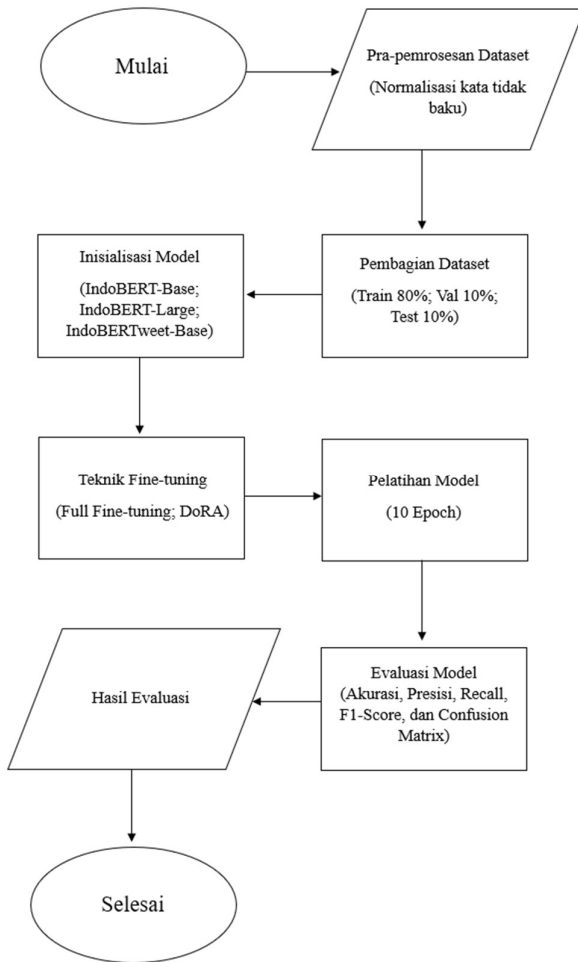 Mulai
Pra-pemrosesan Dataset
(Normalisasi kata tidak
baku)
Pembagian Dataset
(Train 80%; Val 10%;
Test 10%)
Inisialisasi Model
(IndoBERT-Base;
IndoBERT-Large;
IndoBERTweet-Base)
Teknik Fine-tuning
(Full Fine-tuning; DoRA)
Pelatihan Model
(10 Epoch)
Evaluasi Model
(Akurasi, Presisi, Recall,
F1-Score, dan Confusion
Matrix)
Hasil Evaluasi
Selesai